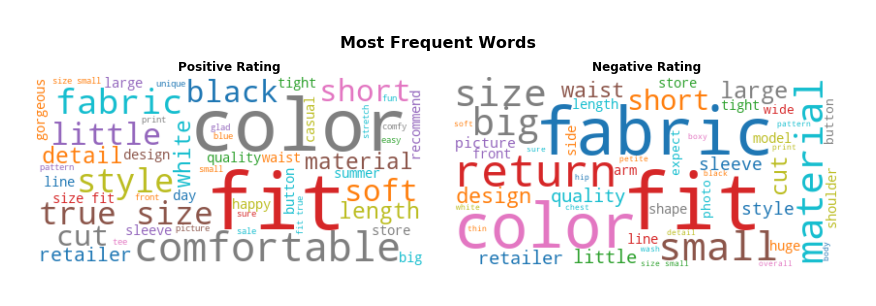 Most Frequent Words
Positive Rating
gorgeous
size small
large
unique
black
tight
short
fun
fabric
color
casual
stretch
recommend
print
glad
blue
comfy
easy
little
white
detail
design
quality
waist
material
pattern
small
line
style
day
fit
button
summer
soft
size fit
front
happy
sure
fit true
length
true size
sleeve
picture
sale
store
cut
tee
comfortable
retailer
big
Negative Rating
size
waist
store
large
material
length
short
tight
wide
button
soft
big
fabric
side
model
pattern
picture
front
sure
expect
boxy
print
petite
return
arm
sleeve
cut
hip
black
design
quality
fit
photo
shoulder
white
color
chest
shape
style
thin
line
detail
small
huge
body
wash
retailer
little
size small
overall